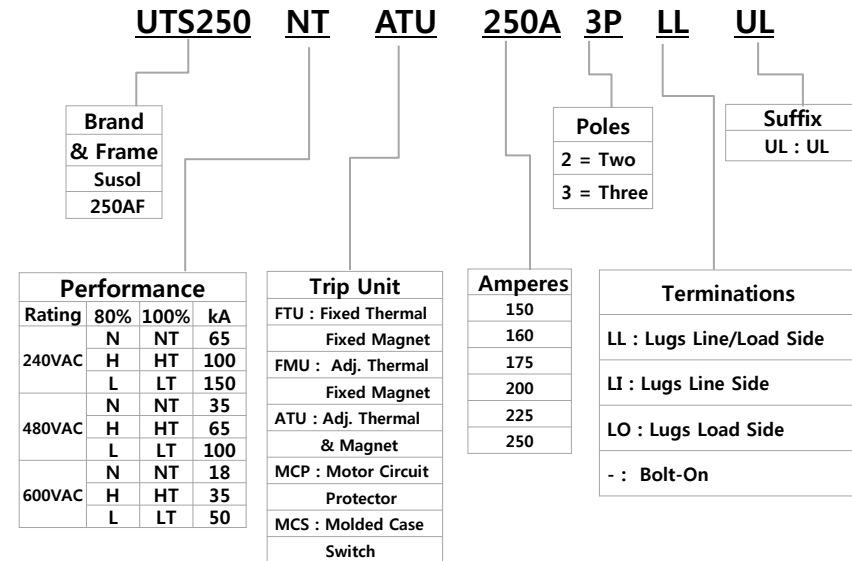 UTS250 NT ATU 250A 3P LL UL
Brand
& Frame
Susol
250AF
Poles
2 = Two
3 = Three
Suffix
UL : UL
Performance
Rating 80% 100% kA
240VAC
N NT 65
H HT 100
L LT 150
480VAC
N NT 35
H HT 65
L LT 100
600VAC
N NT 18
H HT 35
L LT 50
Trip Unit
FTU : Fixed Thermal
Fixed Magnet
FMU : Adj. Thermal
Fixed Magnet
ATU : Adj. Thermal
& Magnet
MCP : Motor Circuit
Protector
MCS : Molded Case
Switch
Amperes
150
160
175
200
225
250
Terminations
LL : Lugs Line/Load Side
LI : Lugs Line Side
LO : Lugs Load Side
- : Bolt-On